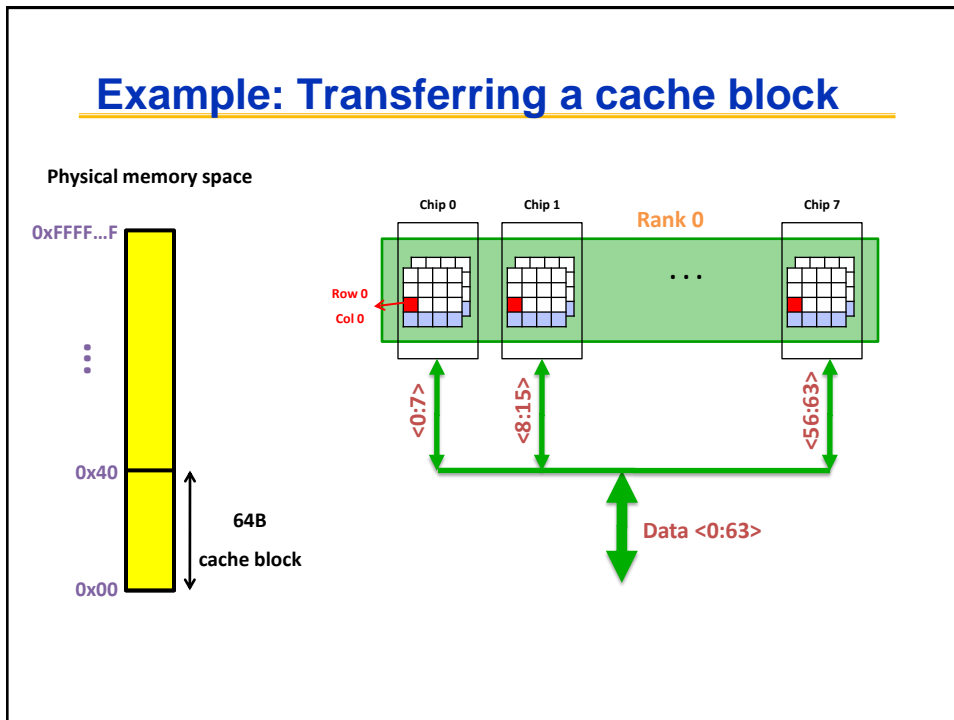 Example: Transferring a cache block
Physical memory space
0xFFFF...F
⋮
0x40
64B
cache block
0x00
Chip 0
Chip 1
Chip 7
Rank 0
. . .
Row 0
Col 0
<0:7>
<8:15>
<56:63>
Data <0:63>